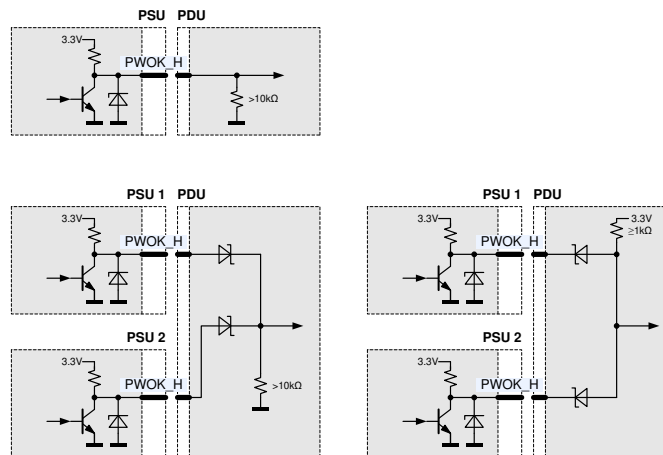 PSU PDU
3.3V
PWOK_H
>10kΩ
PSU 1 PDU
3.3V
PWOK_H
PSU 2
3.3V
PWOK_H
>10kΩ
PSU 1 PDU
3.3V
PWOK_H
3.3V
≥1kΩ
PSU 2
3.3V
PWOK_H